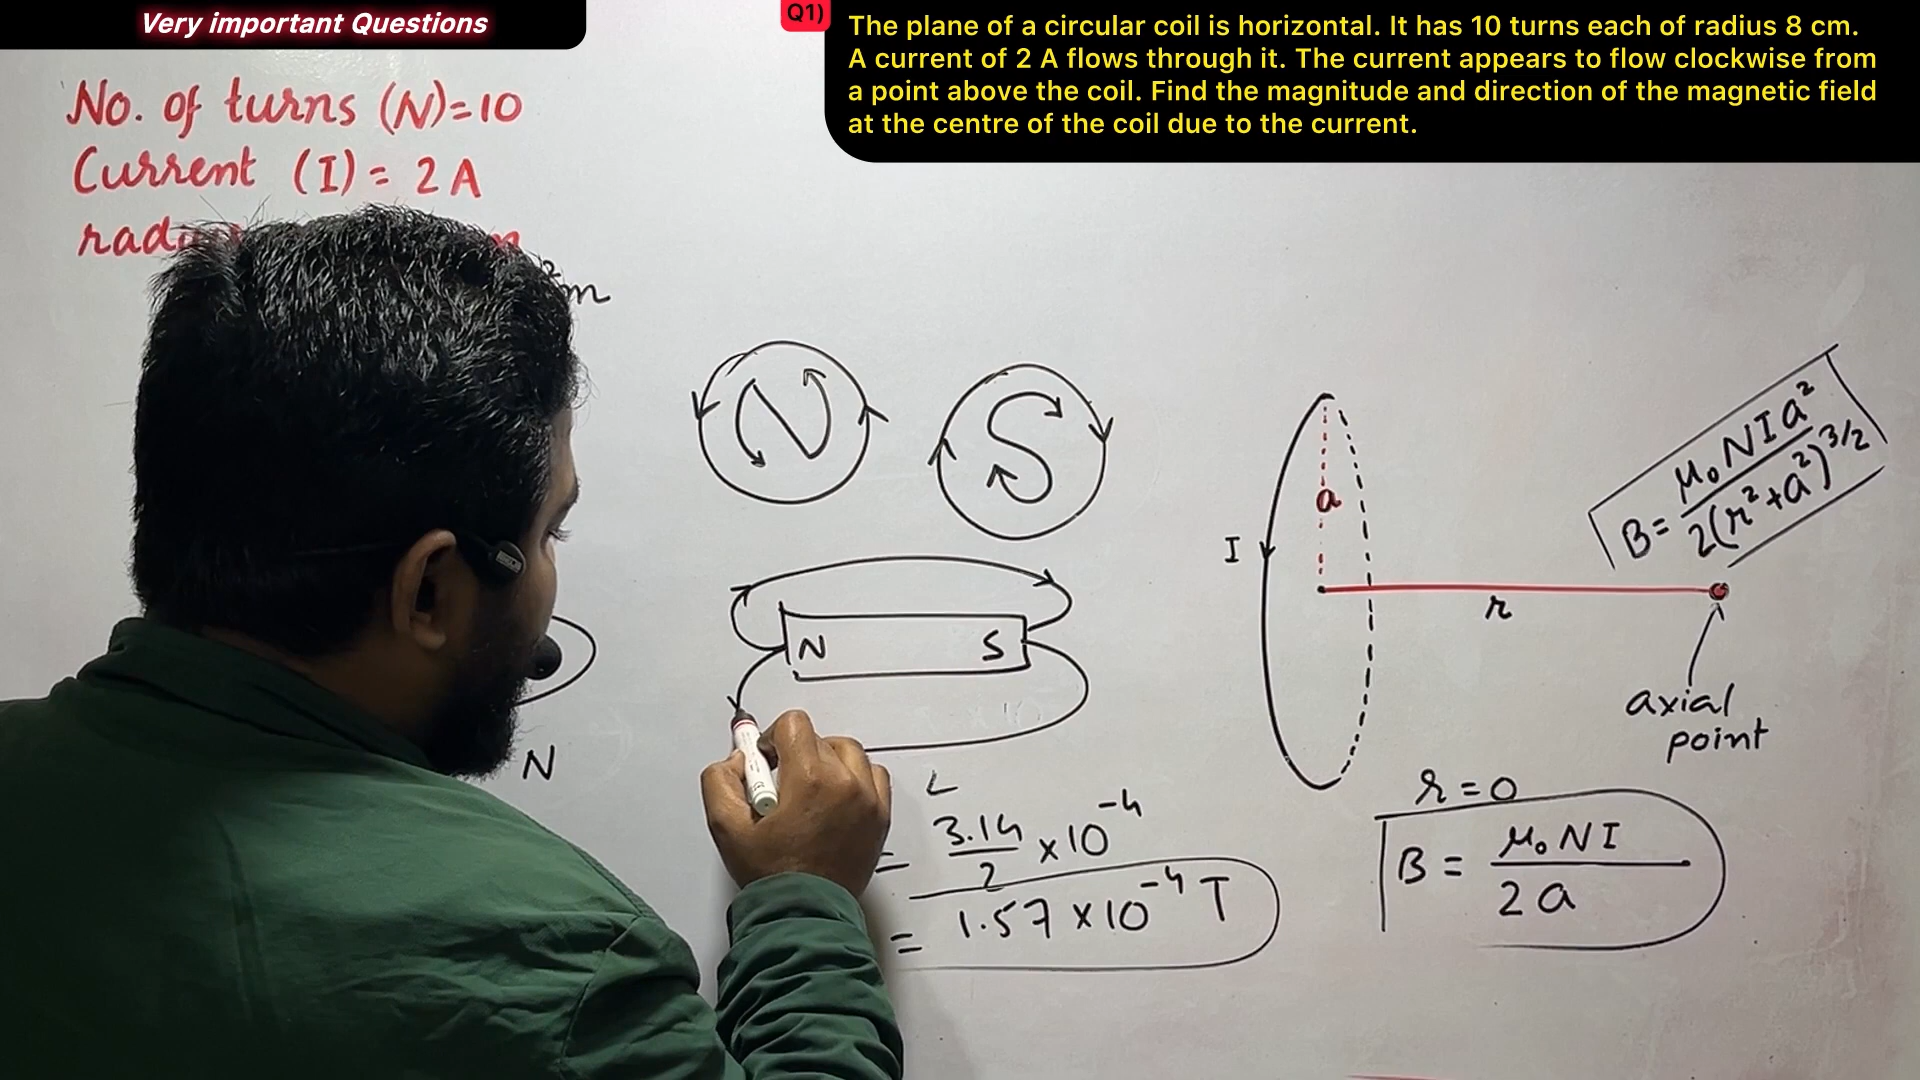 Very important Questions
Q1) The plane of a circular coil is horizontal. It has 10 turns each of radius 8 cm.
A current of 2 A flows through it. The current appears to flow clockwise from
a point above the coil. Find the magnitude and direction of the magnetic field
at the centre of the coil due to the current.
No. of turns (N)=10
Current (I) = 2 A
N
S
N S
N
= 3.14/2 × 10⁻⁴
= 1.57 × 10⁻⁴ T
I
a
r
B = μ₀NIa²/2(r²+a²)^3/2
axial
point
r = 0
B = μ₀NI/2a